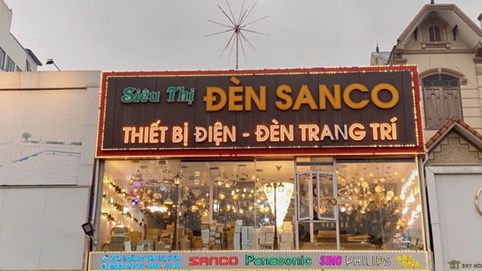 Siêu Thị ĐÈN SANCO
THIẾT BỊ ĐIỆN - ĐÈN TRANG TRÍ
SANCO Panasonic SINO PHILIPS